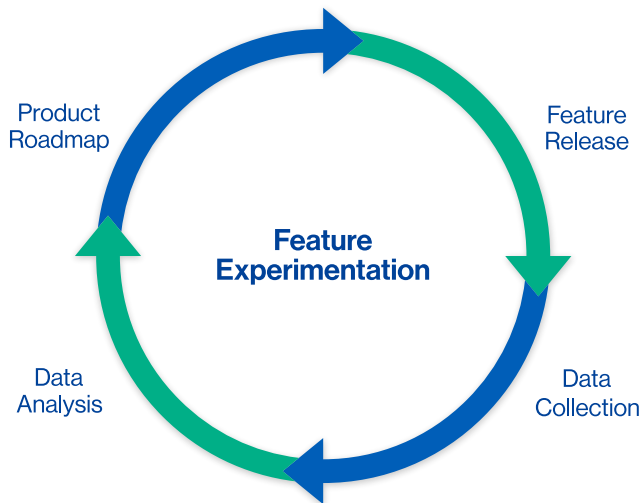 Product
Roadmap
Feature
Release
Feature
Experimentation
Data
Analysis
Data
Collection